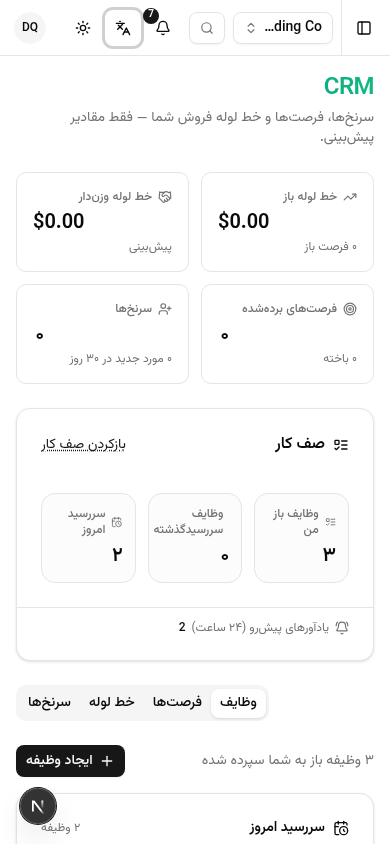 ...ding Co
7
DQ
CRM
سرنخ‌ها، فرصت‌ها و خط لوله فروش شما — فقط مقادیر
پیش‌بینی.
خط لوله باز
$0.00
۰ فرصت باز
خط لوله وزن‌دار
$0.00
پیش‌بینی
فرصت‌های برده‌شده
۰
۰ باخته
سرنخ‌ها
۰
۰ مورد جدید در ۳۰ روز
صف کار
بازکردن صف کار
وظایف باز
من
۳
وظایف
سررسیدگذشته
۰
سررسید
امروز
۲
یادآورهای پیش‌رو (۲۴ ساعت) 2
وظایف
فرصت‌ها
خط لوله
سرنخ‌ها
۳ وظیفه باز به شما سپرده شده
ایجاد وظیفه
N
سررسید امروز
۲ وظیفه